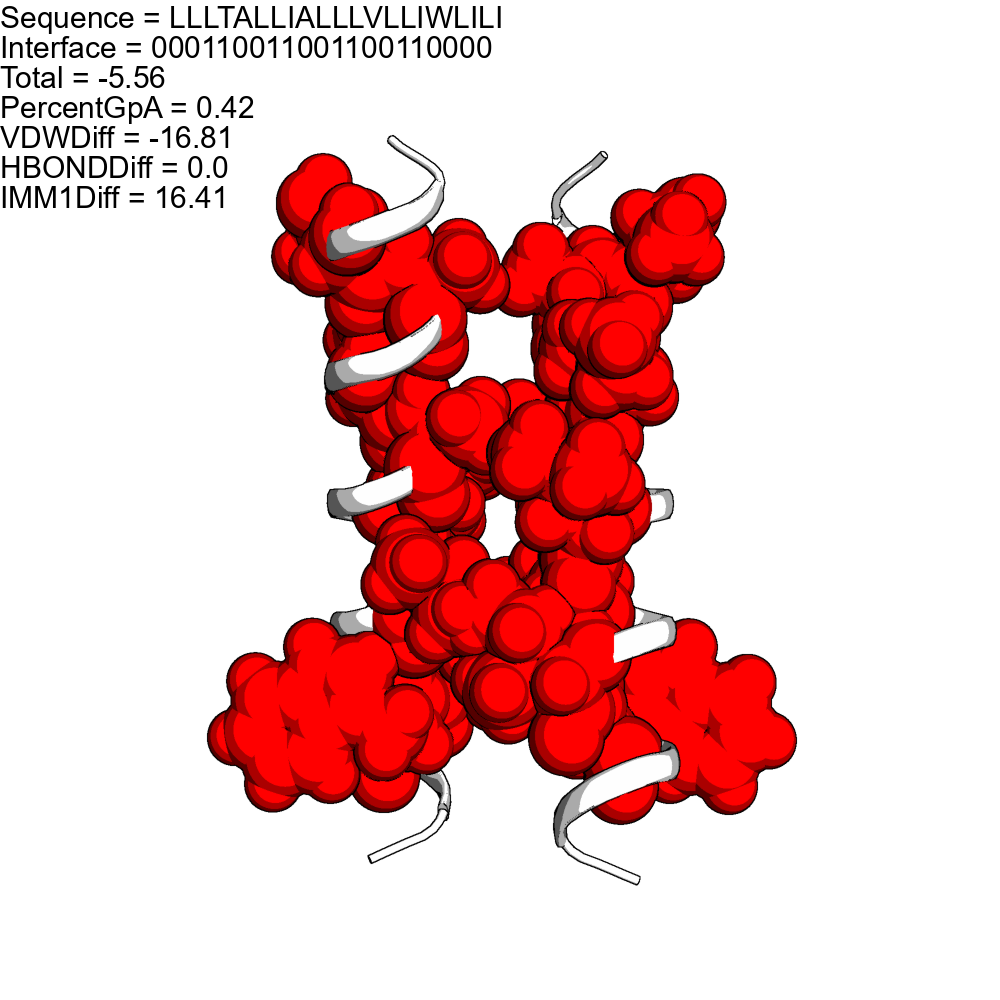 Sequence = LLLTALLIALLLVLLIWLILI
Interface = 000110011001100110000
Total = -5.56
PercentGpA = 0.42
VDWDiff = -16.81
HBONDDiff = 0.0
IMM1Diff = 16.41